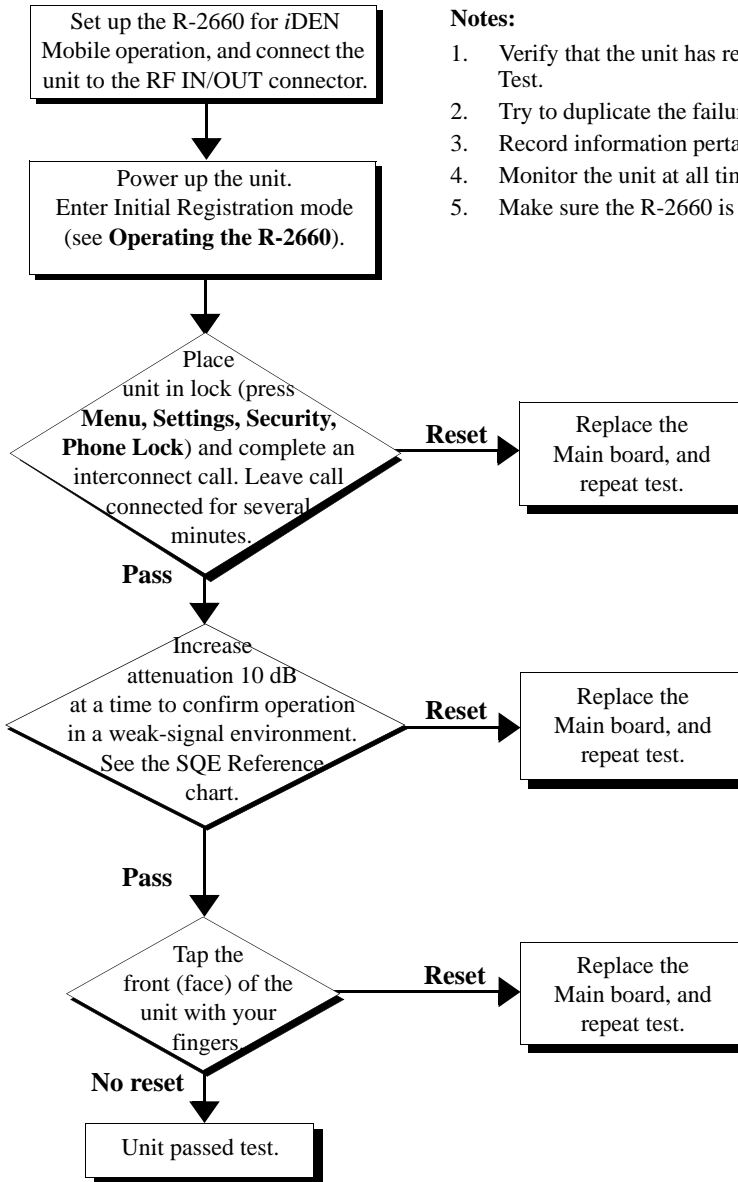 Set up the R-2660 for iDEN
Mobile operation, and connect the
unit to the RF IN/OUT connector.
Notes:
1. Verify that the unit has
Test.
2. Try to duplicate the
3. Record information
4. Monitor the unit at all
5. Make sure the R-2660 is
Power up the unit.
Enter Initial Registration mode
(see Operating the R-2660).
Place
unit in lock (press
Menu, Settings, Security,
Phone Lock) and complete an
interconnect call. Leave call
connected for several
minutes.
Reset
Replace the
Main board, and
repeat test.
Pass
Increase
attenuation 10 dB
at a time to confirm operation
in a weak-signal environment.
See the SQE Reference
chart.
Reset
Replace the
Main board, and
repeat test.
Pass
Tap the
front (face) of the
unit with your
fingers.
Reset
Replace the
Main board, and
repeat test.
No reset
Unit passed test.